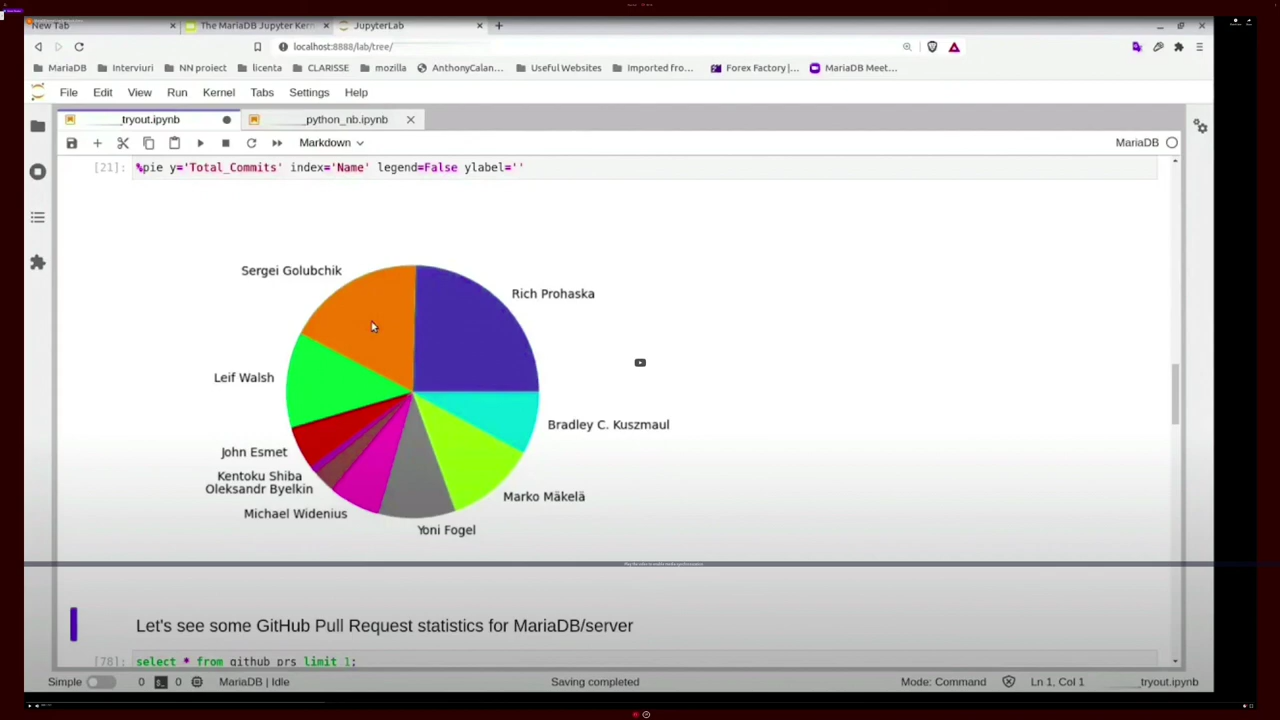 New Tab
The MariaDB Jupyter Kern
JupyterLab
localhost:8888/lab/tree/
MariaDB
Interviuri
NN proiect
licenta
CLARISSE
mozilla
AnthonyCalan...
Useful Websites
Imported fro...
Forex Factory |...
MariaDB Meet...
File Edit View Run Kernel Tabs Settings Help
_tryout.ipynb
_python_nb.ipynb
Markdown
MariaDB
[21]: %pie y='Total_Commits' index='Name' legend=False ylabel=''
Sergei Golubchik
Rich Prohaska
Leif Walsh
Bradley C. Kuszmaul
John Esmet
Kentoku Shiba
Oleksandr Byelkin
Marko Mäkelä
Michael Widenius
Yoni Fogel
Let's see some GitHub Pull Request statistics for MariaDB/server
[78]: select * from github_prs limit 1;
Simple 0 0 MariaDB | Idle Saving completed Mode: Command Ln 1, Col 1 _tryout.ipynb